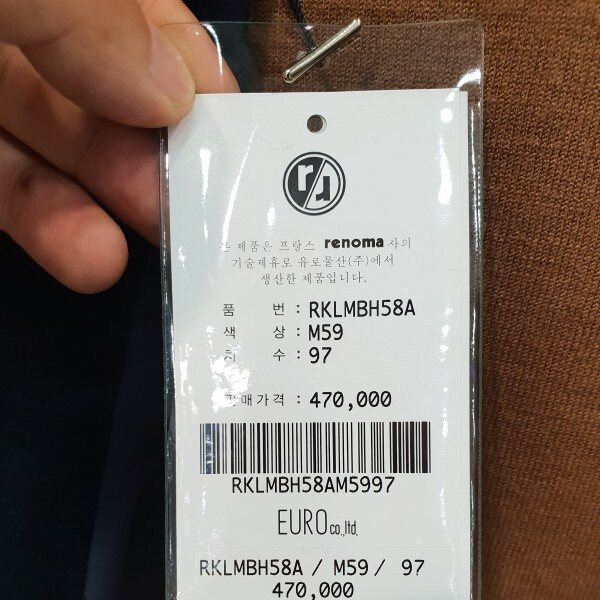 본 제품은 프랑스 renoma 사의
기술제휴로 유로물산(주)에서
생산한 제품입니다.
품 번 : RKLMBH58A
색 상 : M59
치 수 : 97
판매가격 : 470,000
RKLMBH58AM5997
EURO co.,ltd.
RKLMBH58A / M59 / 97
470,000